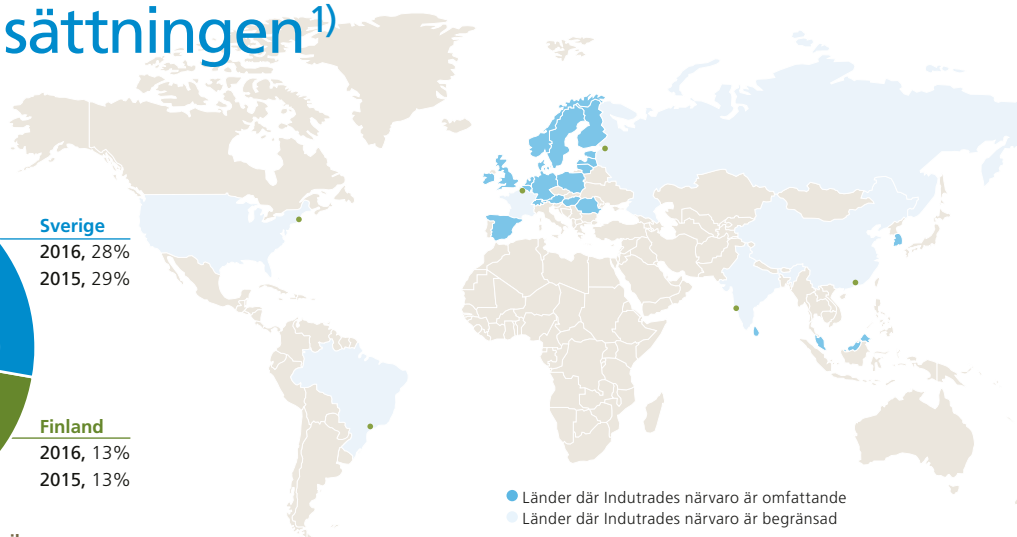 sättningen1)
Sverige
2016, 28%
2015, 29%
Finland
2016, 13%
2015, 13%
Länder där Indutrades närvaro är omfattande
Länder där Indutrades närvaro är begränsad